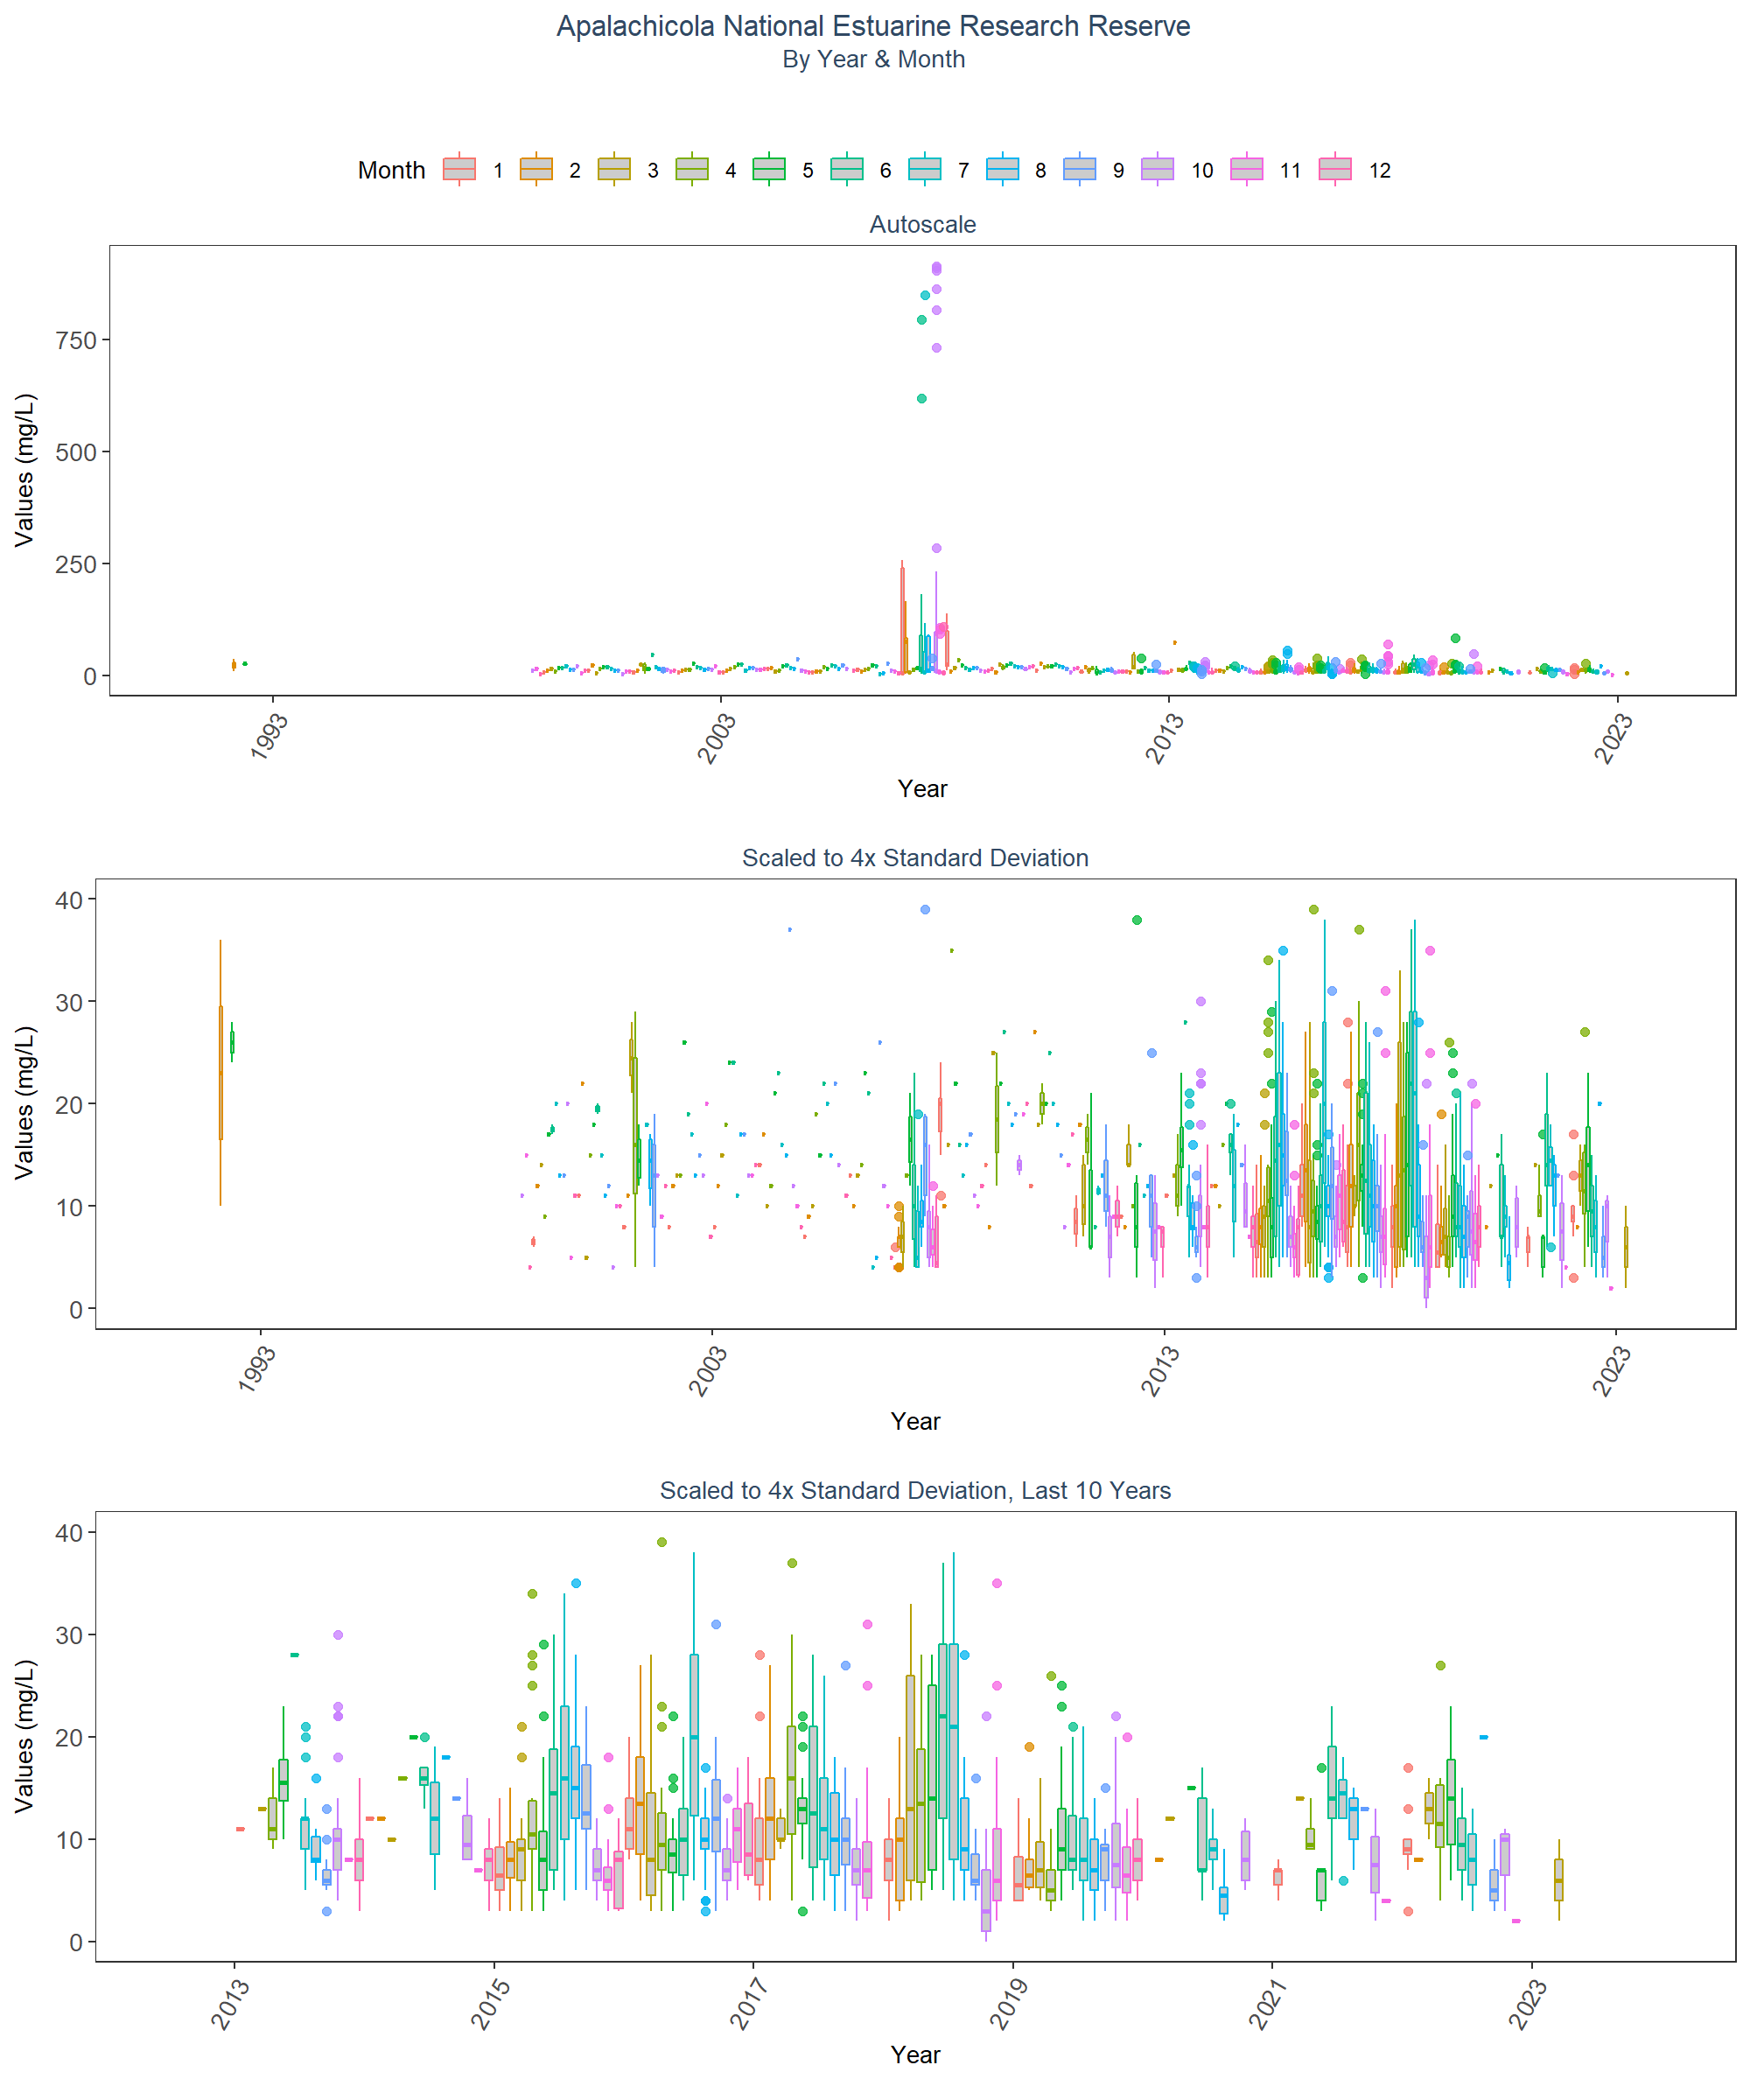 Apalachicola National Estuarine Research Reserve
By Year & Month
Month 1 2 3 4 5 6 7 8 9 10 11 12
Autoscale
Values (mg/L)
750
500
250
0
1993 2003 2013 2023
Year
Scaled to 4x Standard Deviation
Values (mg/L)
40
30
20
10
0
1993 2003 2013 2023
Year
Scaled to 4x Standard Deviation, Last 10 Years
Values (mg/L)
40
30
20
10
0
2013 2015 2017 2019 2021 2023
Year